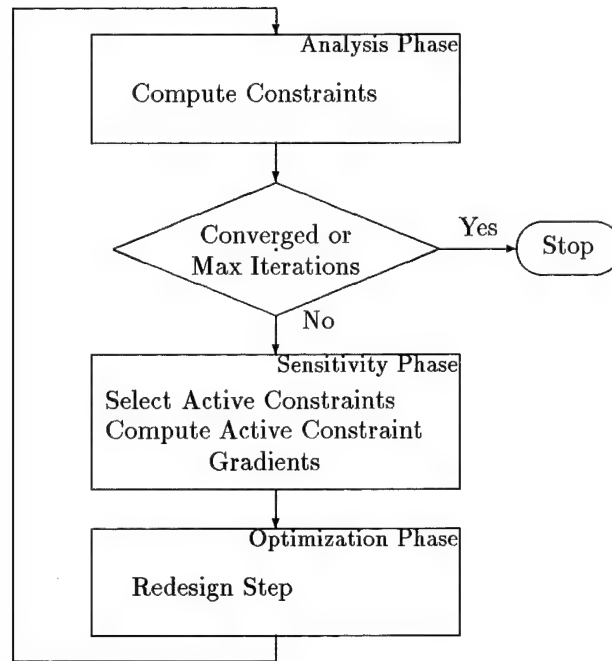 Analysis Phase
Compute Constraints
Converged or
Max Iterations
Yes
Stop
No
Sensitivity Phase
Select Active Constraints
Compute Active Constraint
Gradients
Optimization Phase
Redesign Step